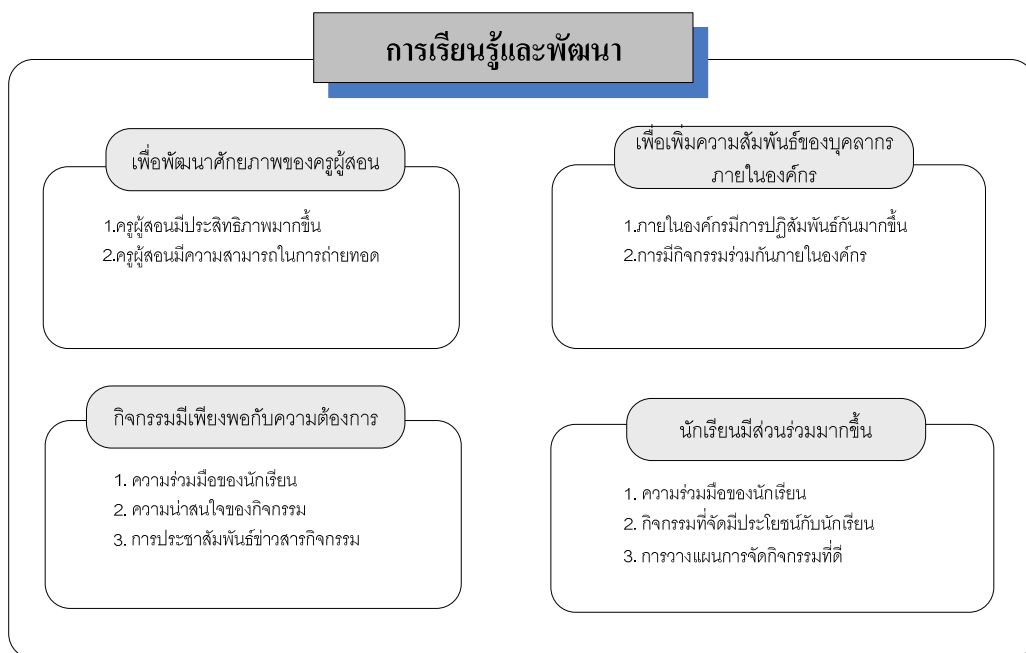 การเรียนรู้และพัฒนา
เพื่อพัฒนาศักยภาพของครูผู้สอน
1.ครูผู้สอนมีประสิทธิภาพมากขึ้น
2.ครูผู้สอนมีความสามารถในการถ่ายทอด
เพื่อเพิ่มความสัมพันธ์ของบุคลากร
ภายในองค์กร
1.ภายในองค์กรมีการปฏิสัมพันธ์กันมากขึ้น
2.การมีกิจกรรมร่วมกันภายในองค์กร
กิจกรรมมีเพียงพอกับความต้องการ
1. ความร่วมมือของนักเรียน
2. ความน่าสนใจของกิจกรรม
3. การประชาสัมพันธ์ข่าวสารกิจกรรม
นักเรียนมีส่วนร่วมมากขึ้น
1. ความร่วมมือของนักเรียน
2. กิจกรรมที่จัดมีประโยชน์กับนักเรียน
3. การวางแผนการจัดกิจกรรมที่ดี